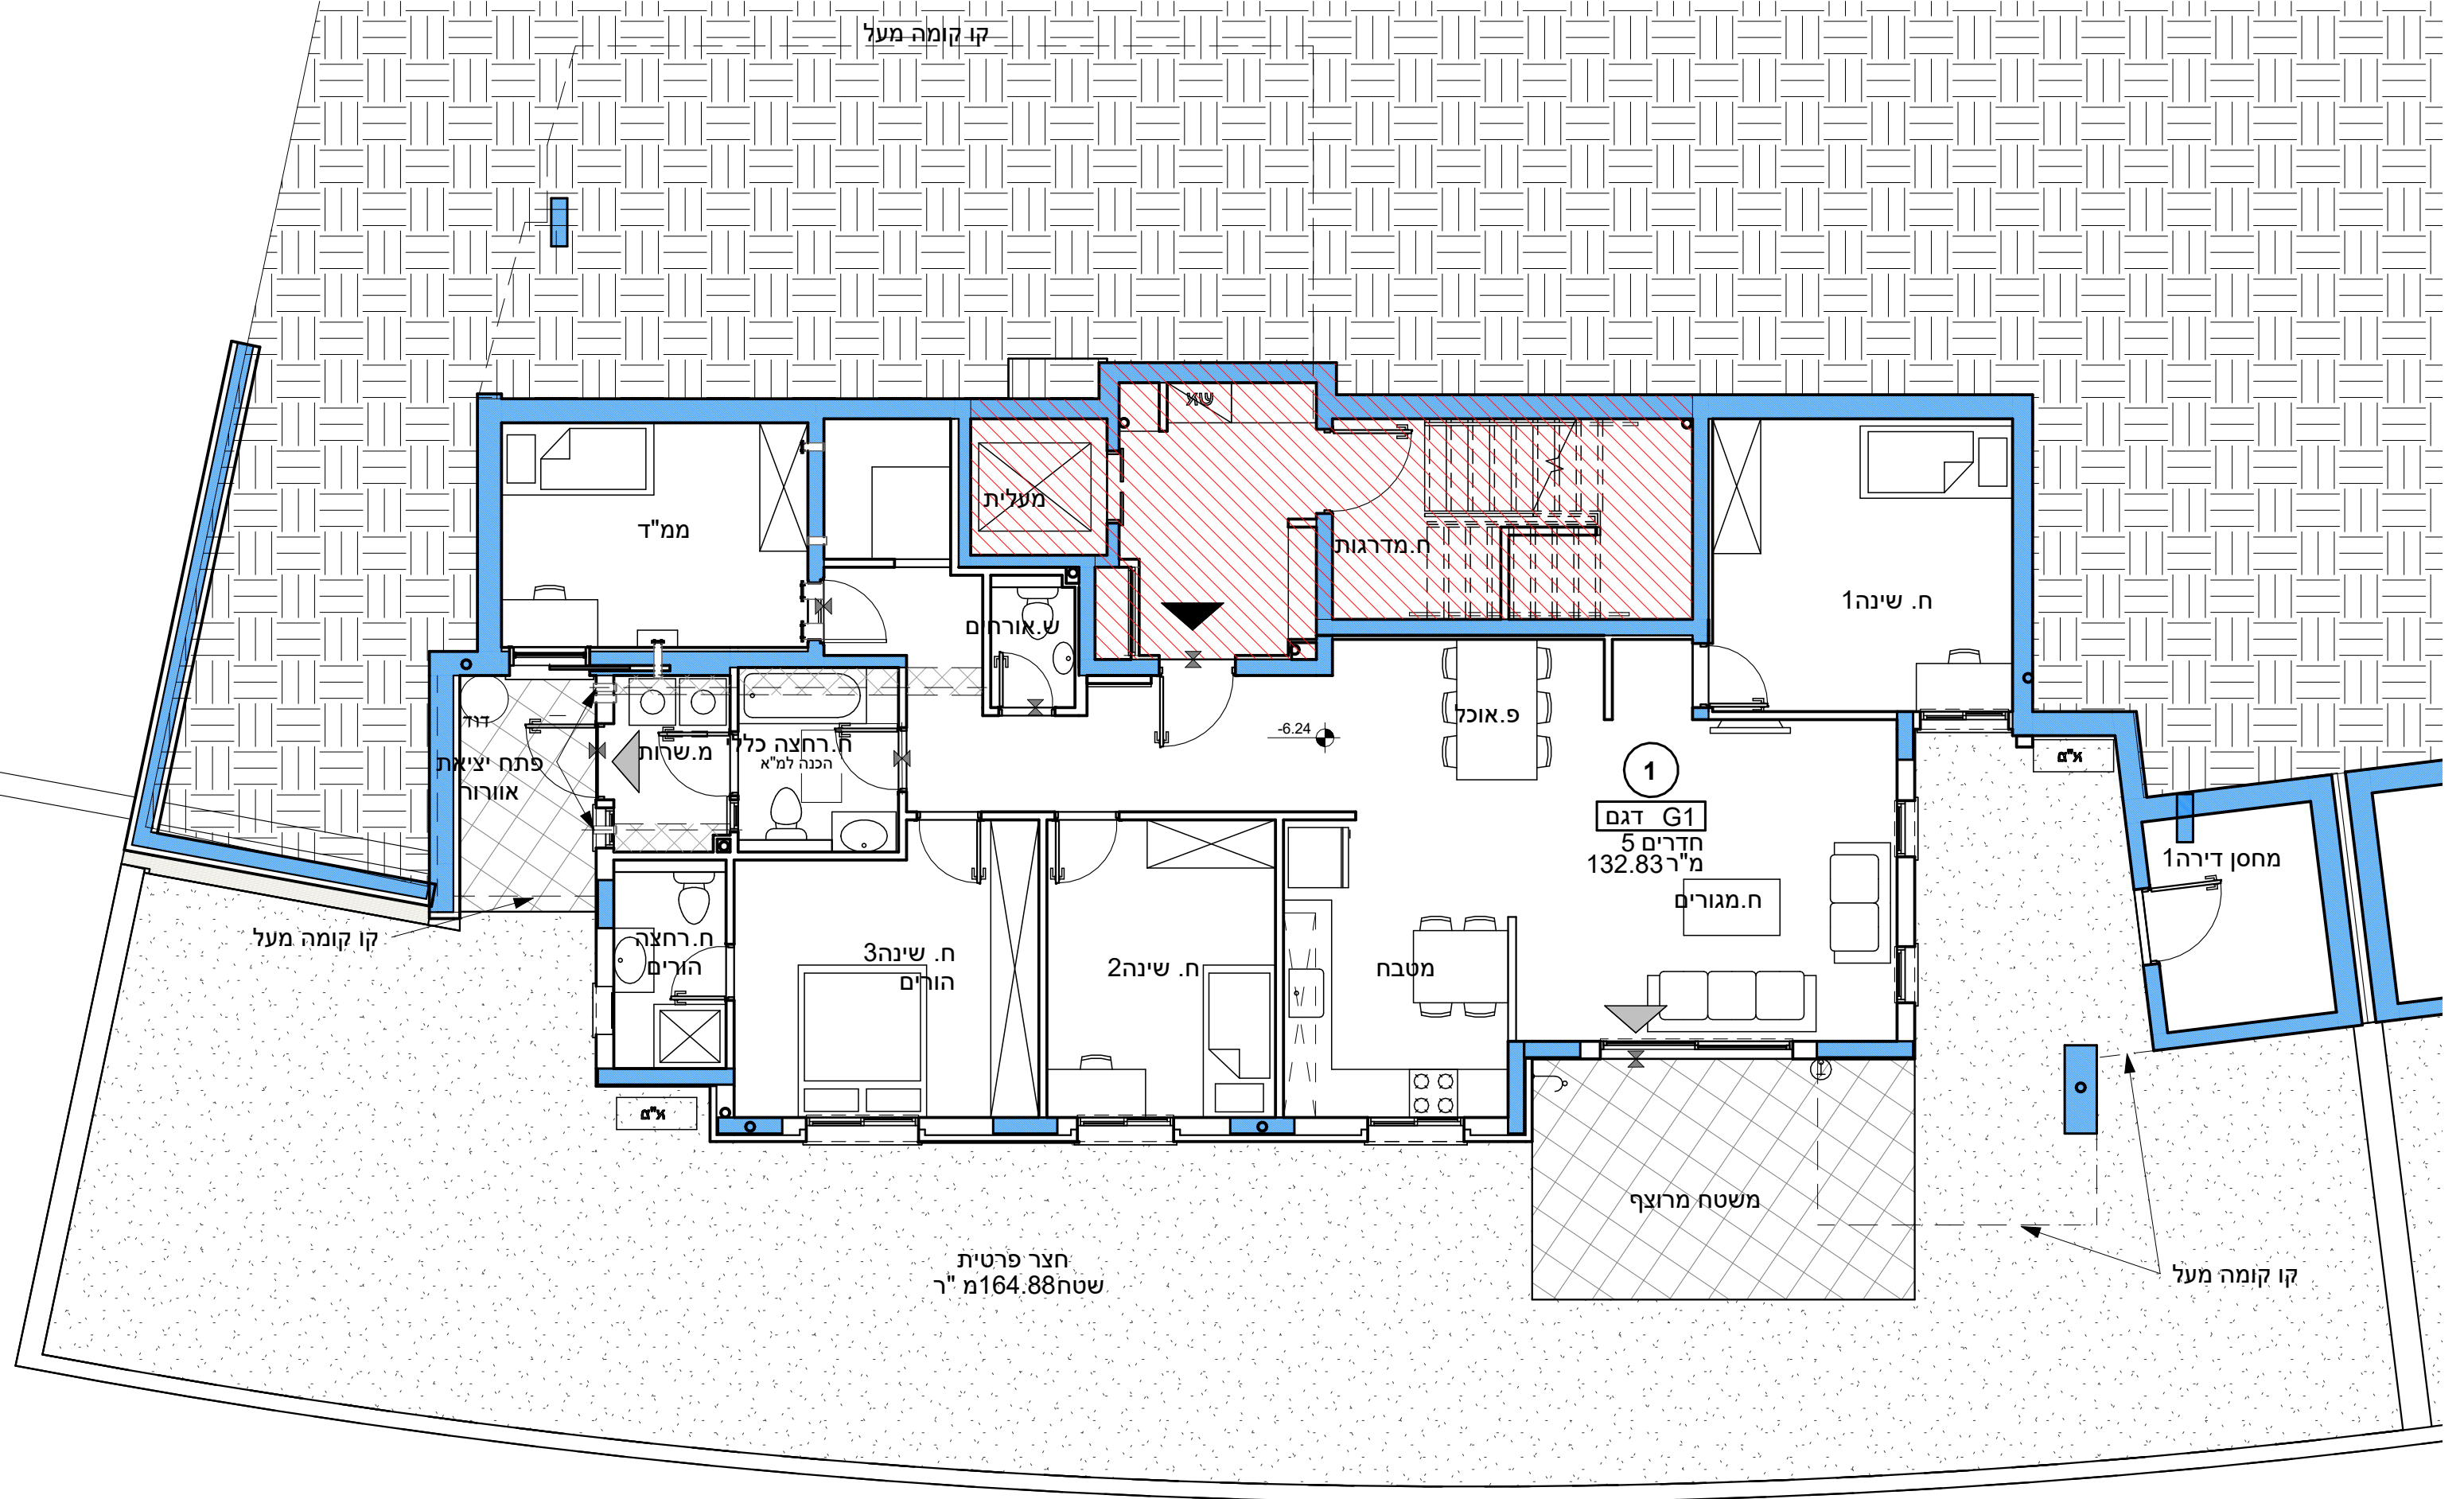 קו קומה מעל
שא
מעלית
ממ"ד
ח.מדרגות
ח. שינה1
ש.אורחים
פ.אוכל
-6.24
דוד
פתח יציאת
אוורור
מ.שרות
ח.רחצה כללי
הכנה למ"א
1
דגם G1
5 חדרים
132.83 מ"ר
א"מ
מחסן דירה1
ח.מגורים
קו קומה מעל
ח.רחצה
הורים
ח. שינה3
הורים
ח. שינה2
מטבח
א"מ
משטח מרוצף
חצר פרטית
שטח164.88מ "ר
קו קומה מעל